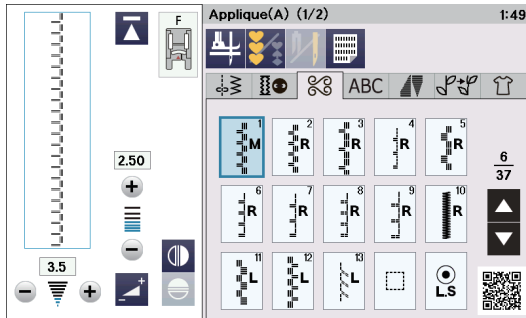 F
2.50
3.5
Applique(A) (1/2)
1:49
ABC
1 M
2 R
3 R
4 R
5 R
6 R
7 R
8 R
9 R
10 R
11 L
12 L
13 L
L.S
6
37